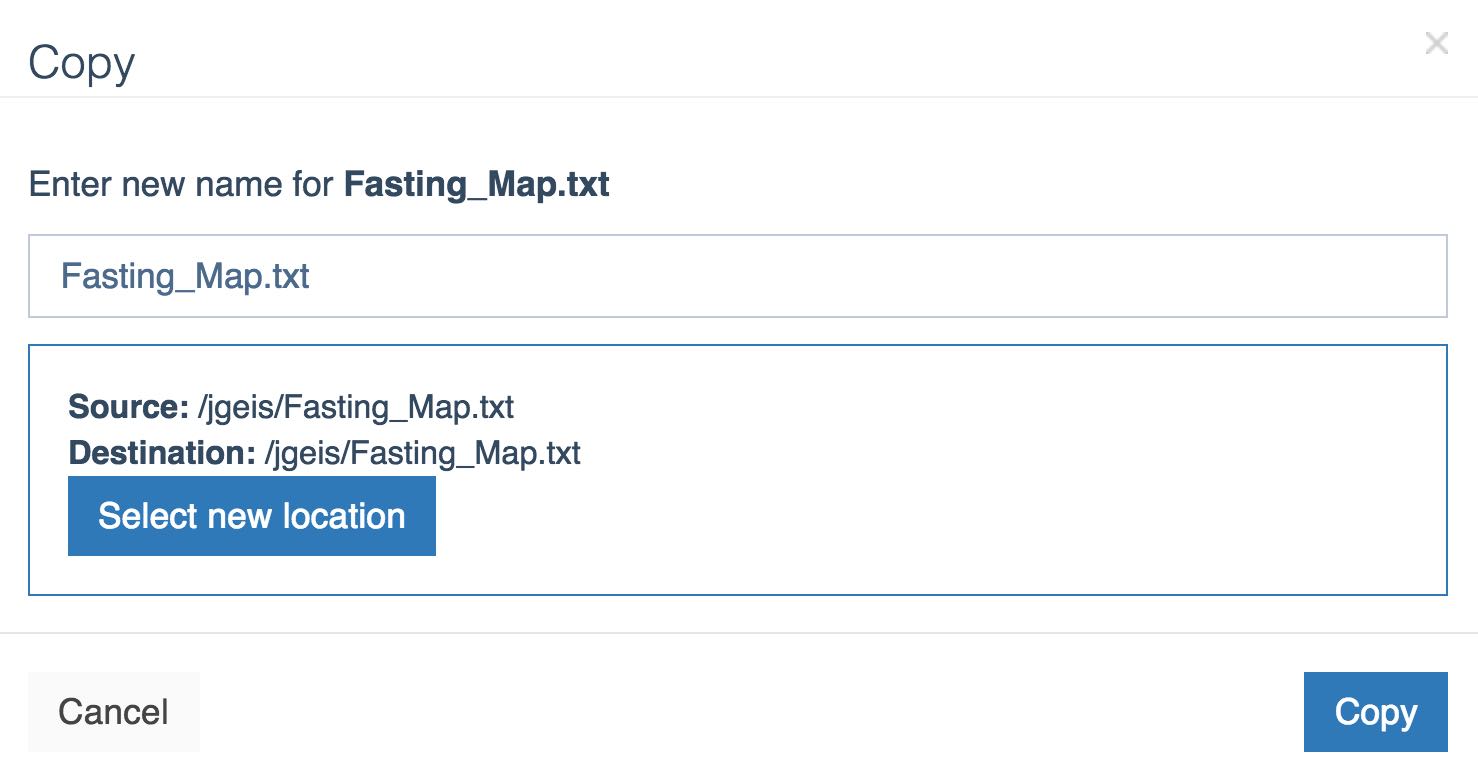 Copy
×
Enter new name for Fasting_Map.txt
Fasting_Map.txt
Source: /jgeis/Fasting_Map.txt
Destination: /jgeis/Fasting_Map.txt
Select new location
Cancel
Copy